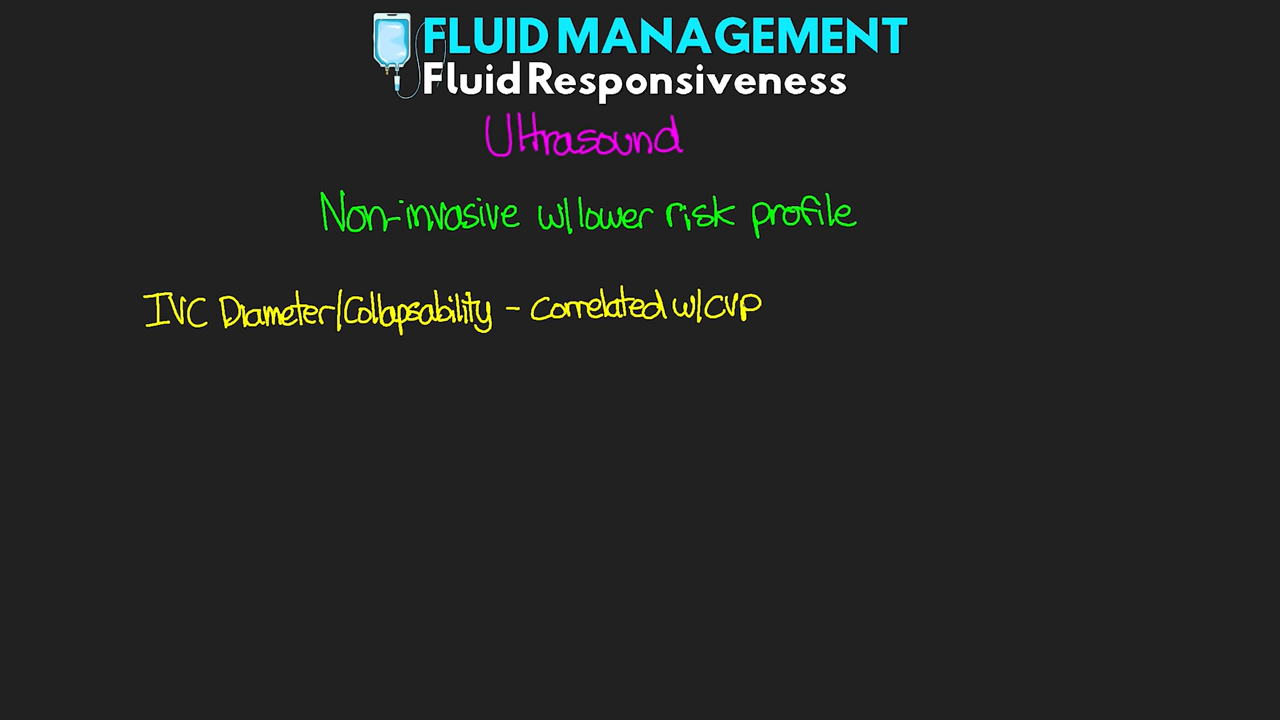 FLUID MANAGEMENT
Fluid Responsiveness
Ultrasound
Non-invasive w/lower risk profile
IVC Diameter/Collapsability - Correlated w/CVP